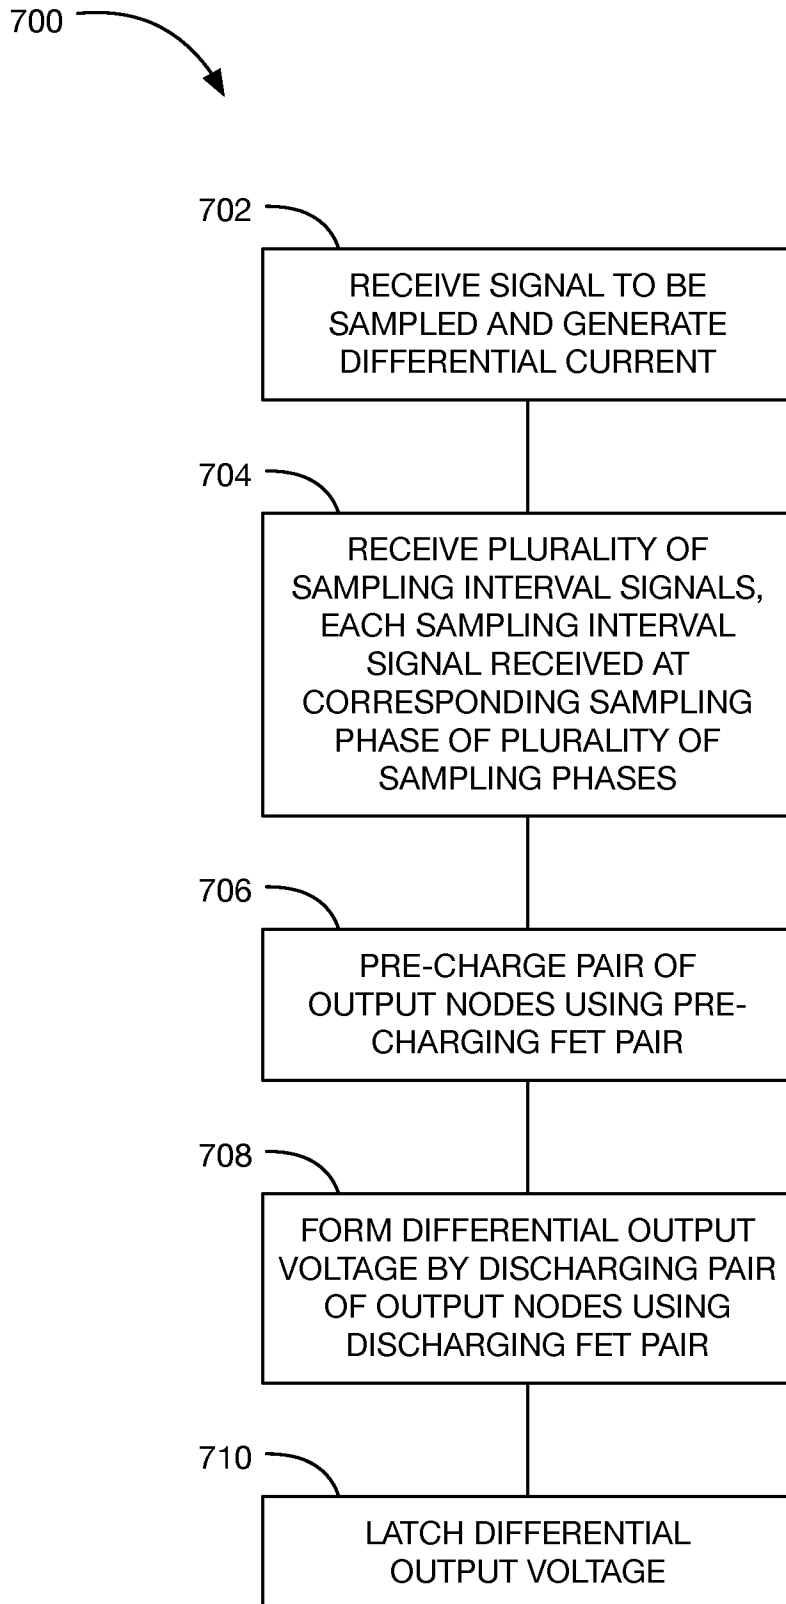 700
702
RECEIVE SIGNAL TO BE
SAMPLED AND GENERATE
DIFFERENTIAL CURRENT
704
RECEIVE PLURALITY OF
SAMPLING INTERVAL SIGNALS,
EACH SAMPLING INTERVAL
SIGNAL RECEIVED AT
CORRESPONDING SAMPLING
PHASE OF PLURALITY OF
SAMPLING PHASES
706
PRE-CHARGE PAIR OF
OUTPUT NODES USING PRE-
CHARGING FET PAIR
708
FORM DIFFERENTIAL OUTPUT
VOLTAGE BY DISCHARGING PAIR
OF OUTPUT NODES USING
DISCHARGING FET PAIR
710
LATCH DIFFERENTIAL
OUTPUT VOLTAGE